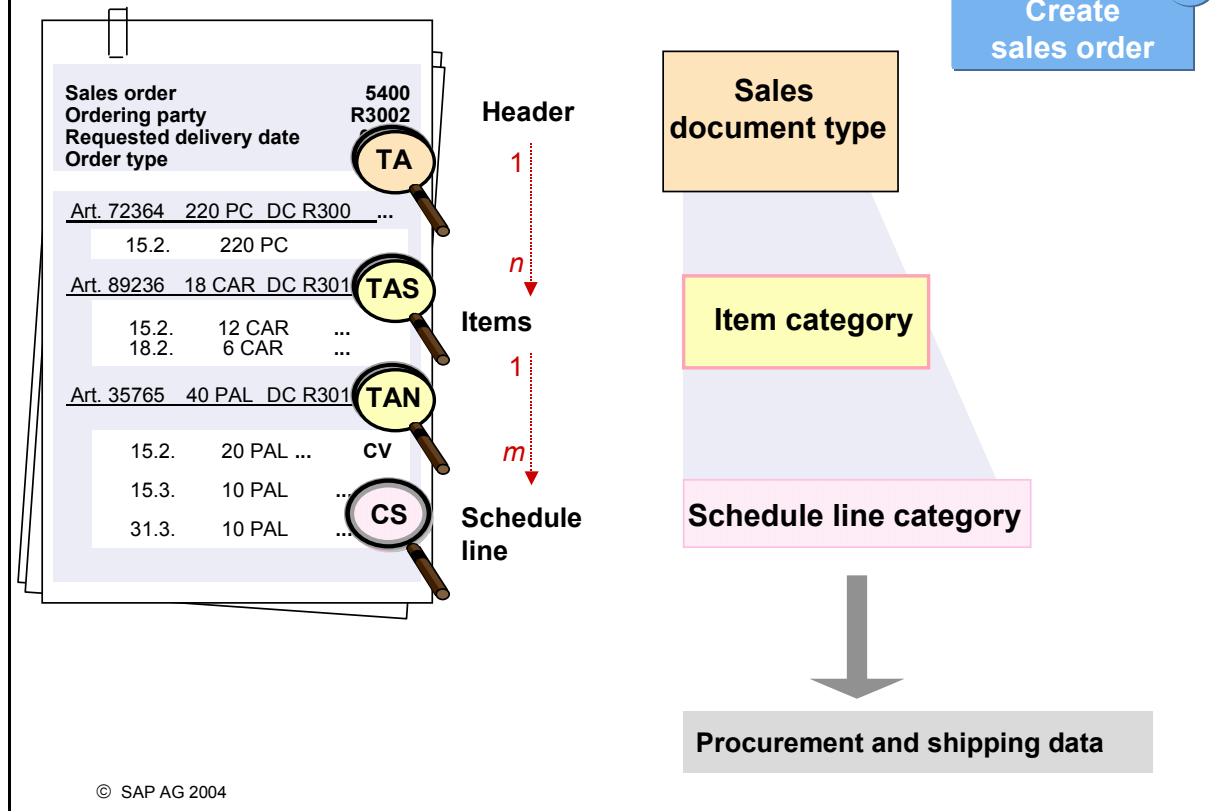 Create
sales order
Sales order 5400
Ordering party R3002
Requested delivery date
Order type TA
Art. 72364 220 PC DC R300 ...
15.2. 220 PC
Art. 89236 18 CAR DC R301 TAS
15.2. 12 CAR ...
18.2. 6 CAR ...
Art. 35765 40 PAL DC R301 TAN
15.2. 20 PAL ... CV
15.3. 10 PAL ...
31.3. 10 PAL ... CS
Header
1
n
Items
1
m
Schedule
line
Sales
document type
Item category
Schedule line category
Procurement and shipping data
© SAP AG 2004